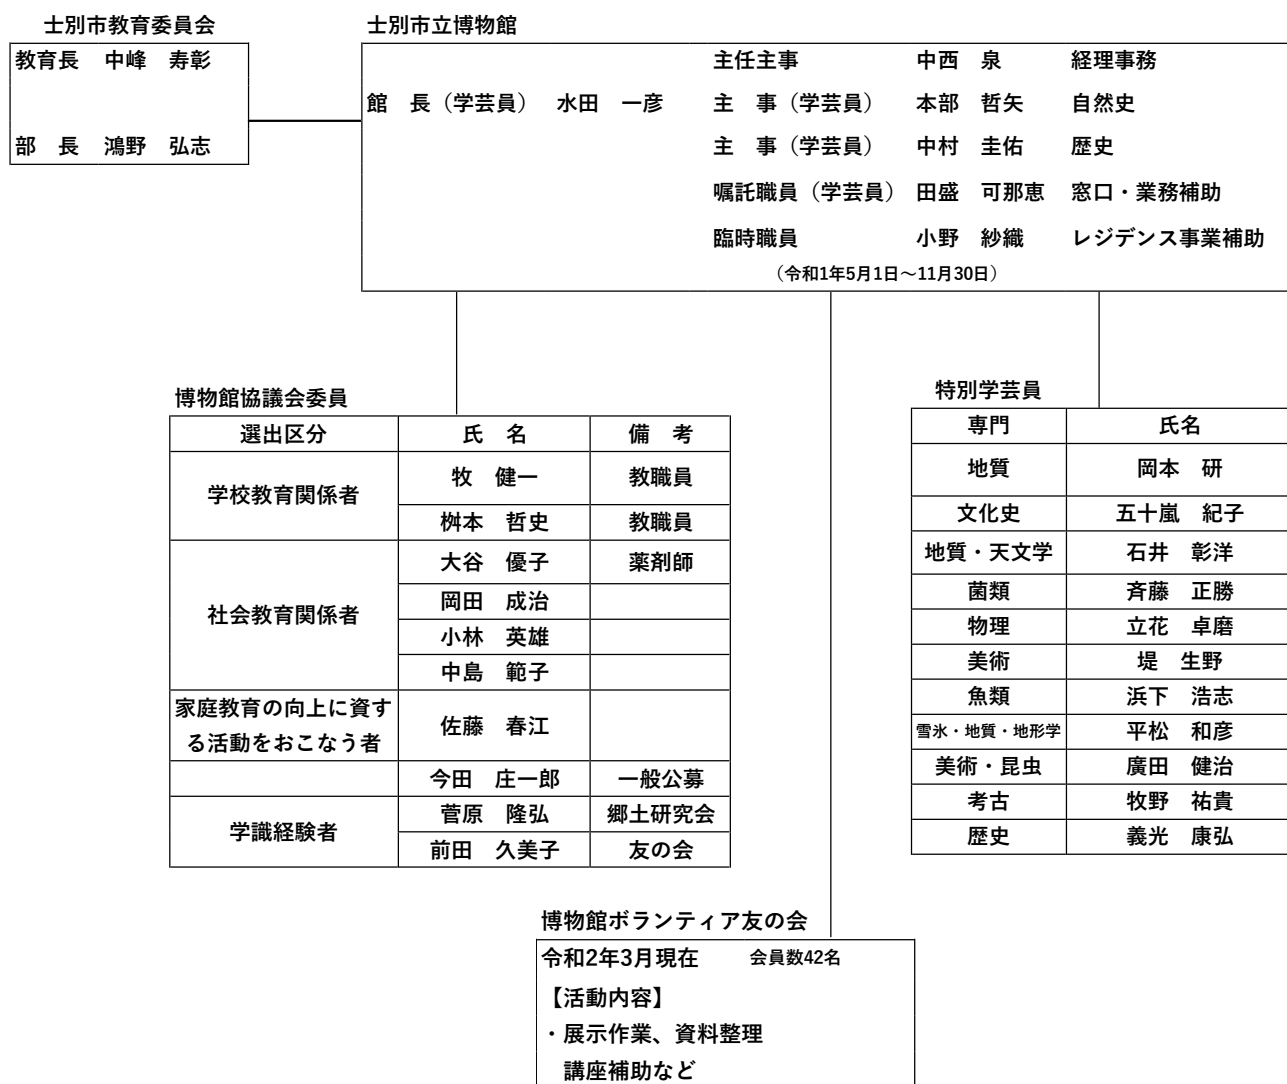 士別市教育委員会
教育長　中峰　寿彰
部　長　鴻野　弘志
士別市立博物館
館　長（学芸員）　水田　一彦
主任主事　中西　泉　経理事務
主　事（学芸員）　本部　哲矢　自然史
主　事（学芸員）　中村　圭佑　歴史
嘱託職員（学芸員）　田盛　可那恵　窓口・業務補助
臨時職員　小野　紗織　レジデンス事業補助
（令和1年5月1日～11月30日）
博物館協議会委員
選出区分　氏　名　備　考
学校教育関係者　牧　健一　教職員
桝本　哲史　教職員
社会教育関係者　大谷　優子　薬剤師
岡田　成治
小林　英雄
中島　範子
家庭教育の向上に資す
る活動をおこなう者　佐藤　春江
今田　庄一郎　一般公募
学識経験者　菅原　隆弘　郷土研究会
前田　久美子　友の会
特別学芸員
専門　氏名
地質　岡本　研
文化史　五十嵐　紀子
地質・天文学　石井　彰洋
菌類　斉藤　正勝
物理　立花　卓磨
美術　堤　生野
魚類　浜下　浩志
雪氷・地質・地形学　平松　和彦
美術・昆虫　廣田　健治
考古　牧野　祐貴
歴史　義光　康弘
博物館ボランティア友の会
令和2年3月現在　会員数42名
【活動内容】
・展示作業、資料整理
講座補助など